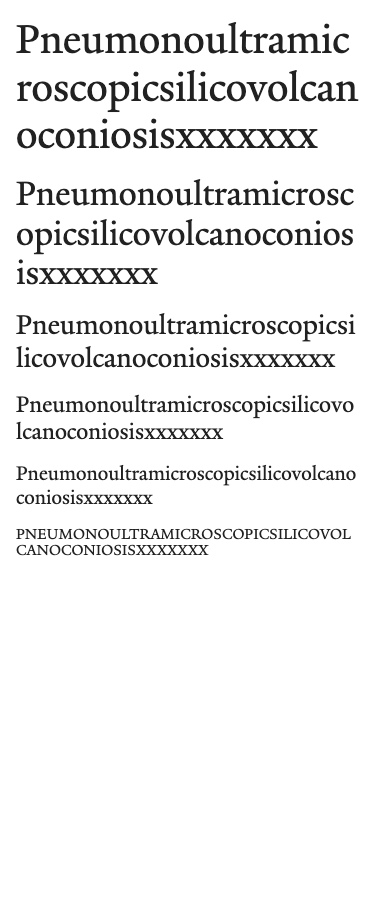 Pneumonoultramic
roscopicsilicovolcan
oconiosisxxxxxxx
Pneumonoultramicrosc
opicsilicovolcanoconios
isxxxxxxx
Pneumonoultramicroscopicsi
licovolcanoconiosisxxxxxxx
Pneumonoultramicroscopicsilicovo
lcanoconiosisxxxxxxx
Pneumonoultramicroscopicsilicovolcano
coniosisxxxxxxx
PNEUMONOULTRAMICROSCOPICSILICOVOL
CANOCONIOSISXXXXXXX